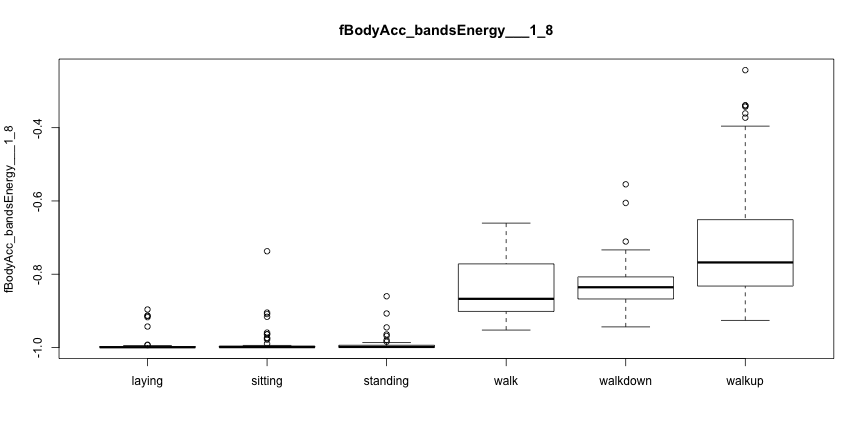 fBodyAcc_bandsEnergy___1_8
fBodyAcc_bandsEnergy___1_8
-0.4
-0.6
-0.8
-1.0
laying sitting standing walk walkdown walkup